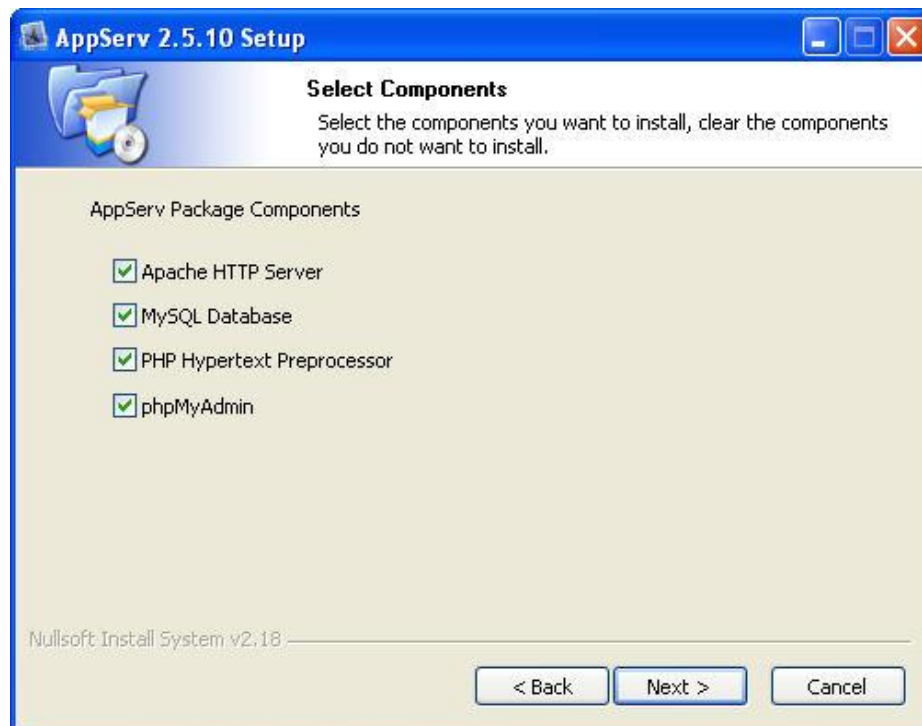 AppServ 2.5.10 Setup
Select Components
Select the components you want to install, clear the components
you do not want to install.
AppServ Package Components
Apache HTTP Server
MySQL Database
PHP Hypertext Preprocessor
phpMyAdmin
Nullsoft Install System v2.18
< Back Next > Cancel